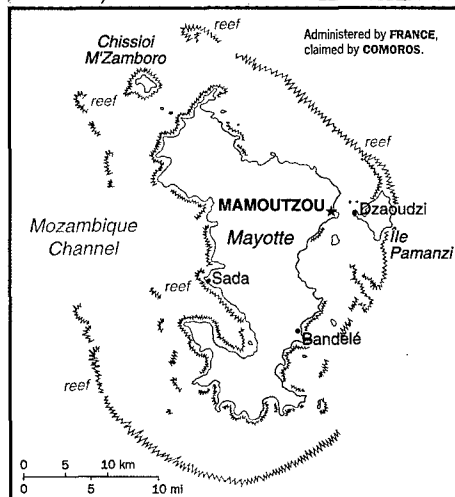 Administered by FRANCE,
claimed by COMOROS.
Chissioi
M'Zamboro
reef
reef
reef
MAMOUTZOU
Dzaoudzi
Mozambique
Channel
Mayotte
Ile
Pamanzi
reef
Sada
Bandélé
reef
0 5 10 km
0 5 10 mi